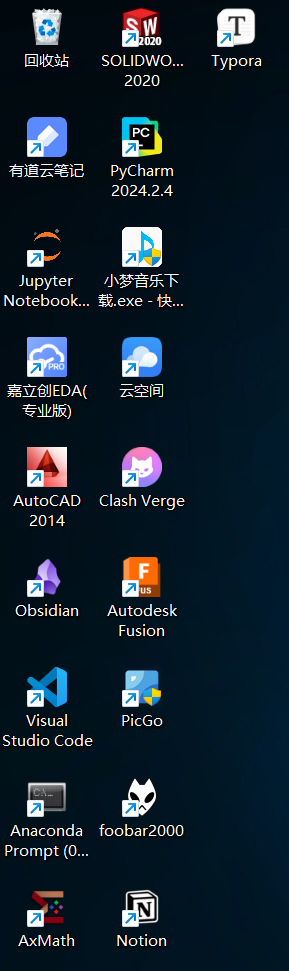 回收站
SW
2020
SOLIDWO...
2020
T
Typora
有道云笔记
PC
PyCharm
2024.2.4
Jupyter
Notebook...
小梦音乐下
载.exe - 快...
PRO
嘉立创EDA(
专业版)
云空间
AutoCAD
2014
Clash Verge
Obsidian
F
US
Autodesk
Fusion
Visual
Studio Code
PicGo
C:\.
Anaconda
Prompt (0...
foobar2000
AxMath
N
Notion